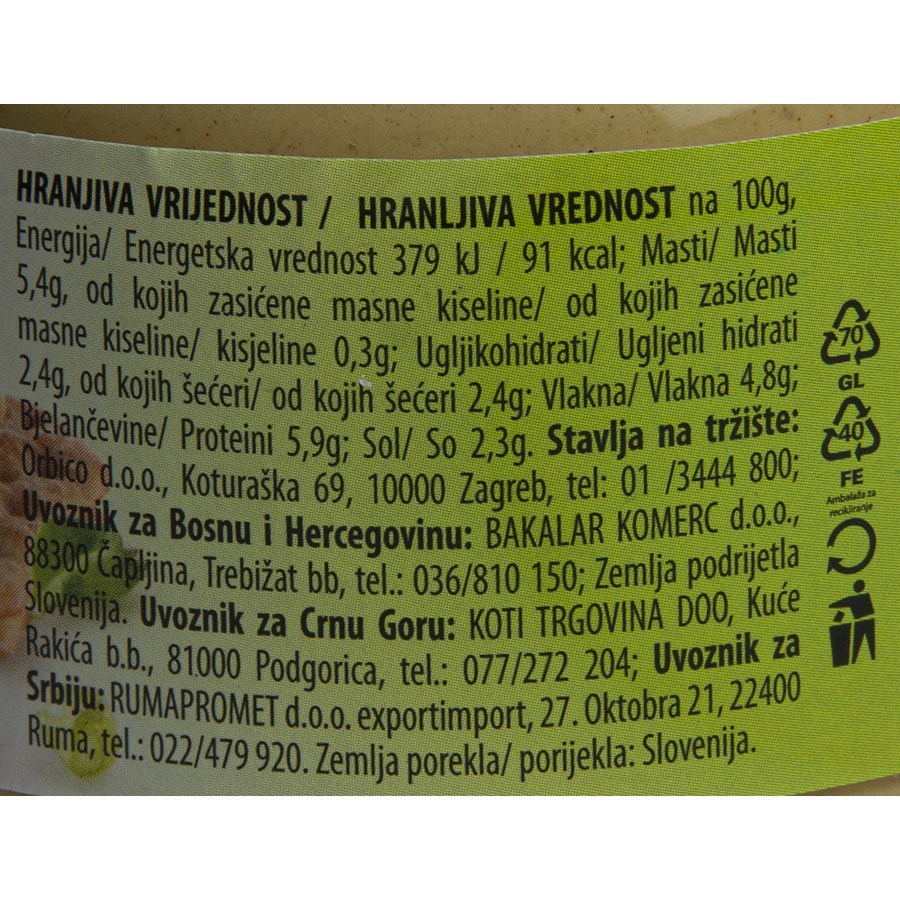 HRANJIVA VRIJEDNOST / HRANLJIVA VREDNOST na 100g,
Energija/ Energetska vrednost 379 kJ / 91 kcal; Masti/ Masti
5,4g, od kojih zasićene masne kiseline/ od kojih zasićene
masne kiseline/ kisjeline 0,3g; Ugljikohidrati/ Ugljeni hidrati
2,4g, od kojih šećeri/ od kojih šećeri 2,4g; Vlakna/ Vlakna 4,8g;
Bjelančevine/ Proteini 5,9g; Sol/ So 2,3g. Stavlja na tržište:
Orbico d.o.o., Koturaška 69, 10000 Zagreb, tel: 01 /3444 800;
Uvoznik za Bosnu i Hercegovinu: BAKALAR KOMERC d.o.o.,
88300 Čapljina, Trebižat bb, tel.: 036/810 150; Zemlja podrijetla
Slovenija. Uvoznik za Crnu Goru: KOTI TRGOVINA DOO, Kuće
Rakića b.b., 81000 Podgorica, tel.: 077/272 204; Uvoznik za
Srbiju: RUMAPROMET d.o.o. exportimport, 27. Oktobra 21, 22400
Ruma, tel.: 022/479 920. Zemlja porekla/ porijekla: Slovenija.
70
GL
40
FE
Ambalaža za
recikliranje